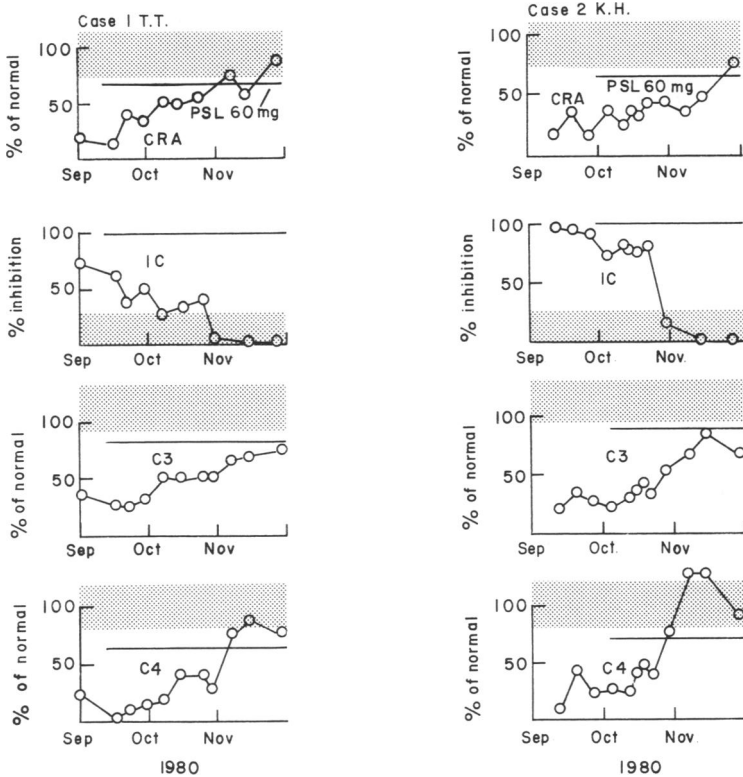 Case 1 T.T.
% of normal
100
50
PSL 60 mg
CRA
Sep Oct Nov
% inhibition
100
50
IC
Sep Oct Nov
% of normal
100
50
C3
Sep Oct Nov
% of normal
100
50
C4
Sep Oct Nov
1980
Case 2 K.H.
% of normal
100
50
PSL 60 mg
CRA
Sep Oct Nov
% inhibition
100
50
IC
Sep Oct Nov.
% of normal
100
50
C3
Sep Oct. Nov
% of normal
100
50
C4
Sep Oct Nov
1980